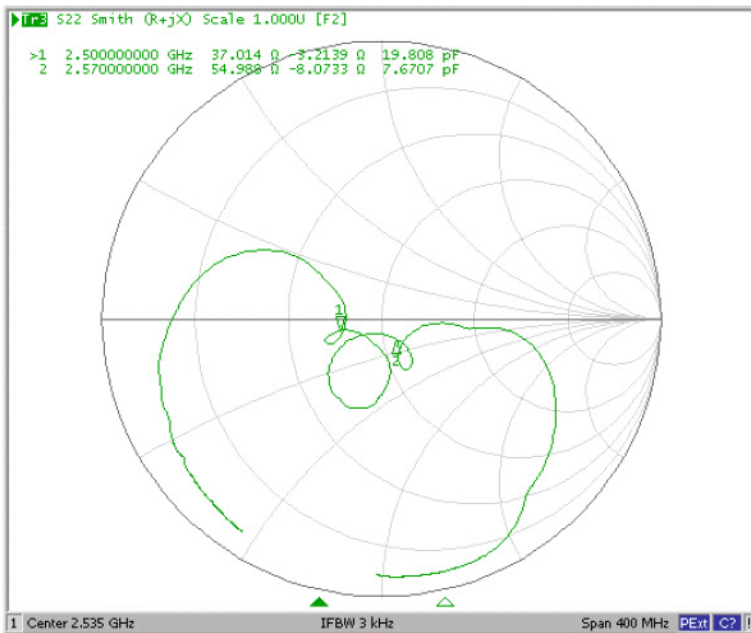 Tr3 S22 Smith (R+jX) Scale 1.000U [F2]
>1 2.500000000 GHz 37.014 Ω -3.2139 Ω 19.808 pF
2 2.570000000 GHz 54.988 Ω -8.0733 Ω 7.6707 pF
1
2
1 Center 2.535 GHz IFBW 3 kHz Span 400 MHz PExt C?